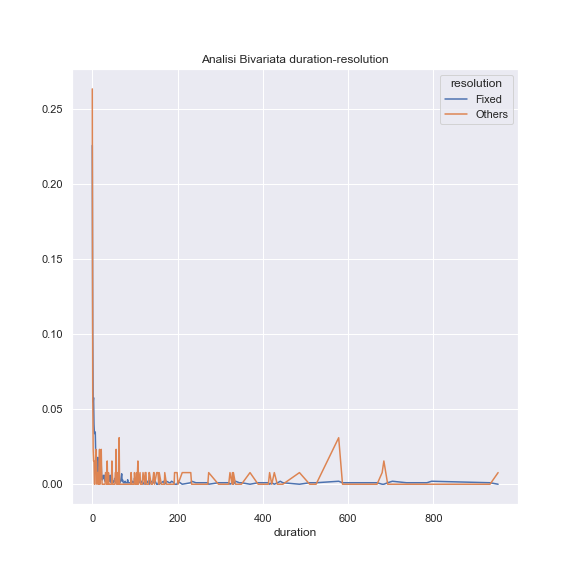 Analisi Bivariata duration-resolution
resolution
Fixed
Others
0.25
0.20
0.15
0.10
0.05
0.00
0 200 400 600 800
duration